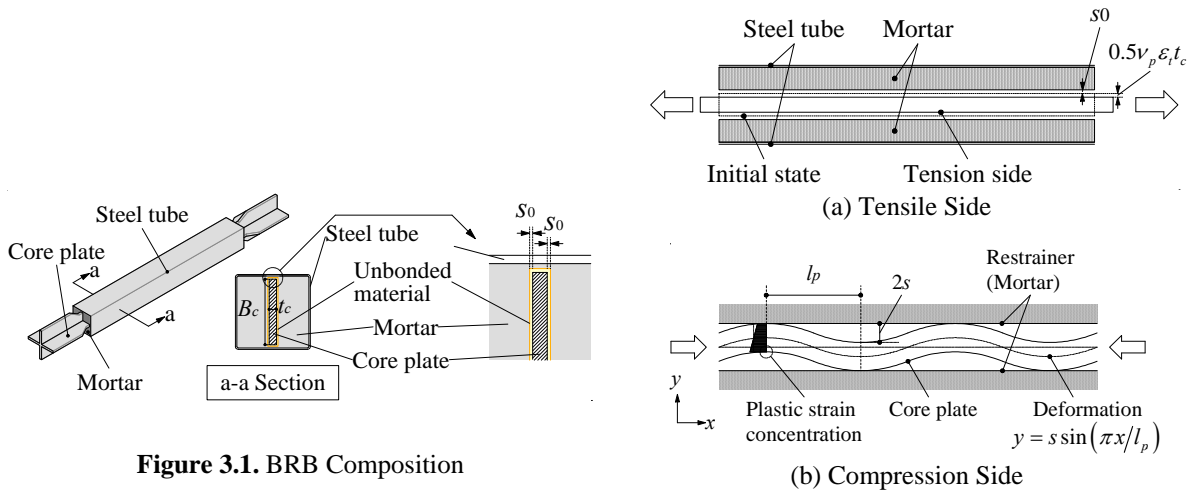 Steel tube
Core plate
a
a
Mortar
B_c
t_c
a-a Section
s0
s0
Steel tube
Unbonded
material
Mortar
Core plate
Figure 3.1. BRB Composition
Steel tube
Mortar
s0
0.5ν_p ε_t t_c
Initial state
Tension side
(a) Tensile Side
l_p
2s
Restrainer
(Mortar)
y
x
Plastic strain
concentration
Core plate
Deformation
y = s sin(πx/l_p)
(b) Compression Side